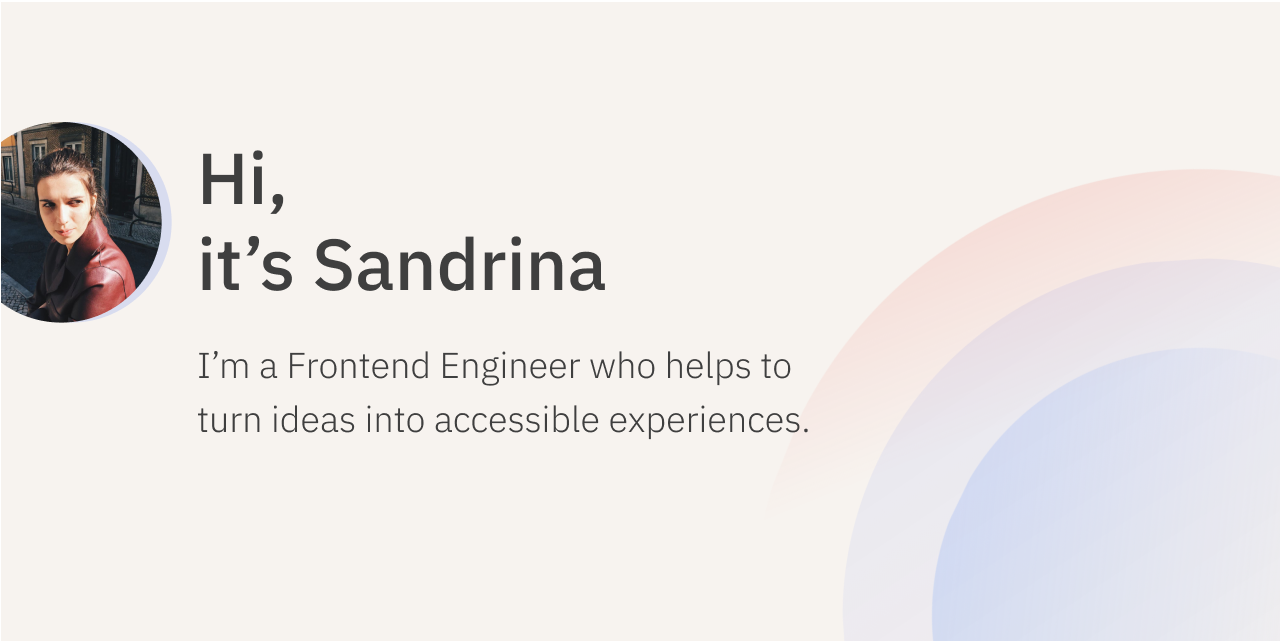 Hi,
it’s Sandrina
I’m a Frontend Engineer who helps to
turn ideas into accessible experiences.